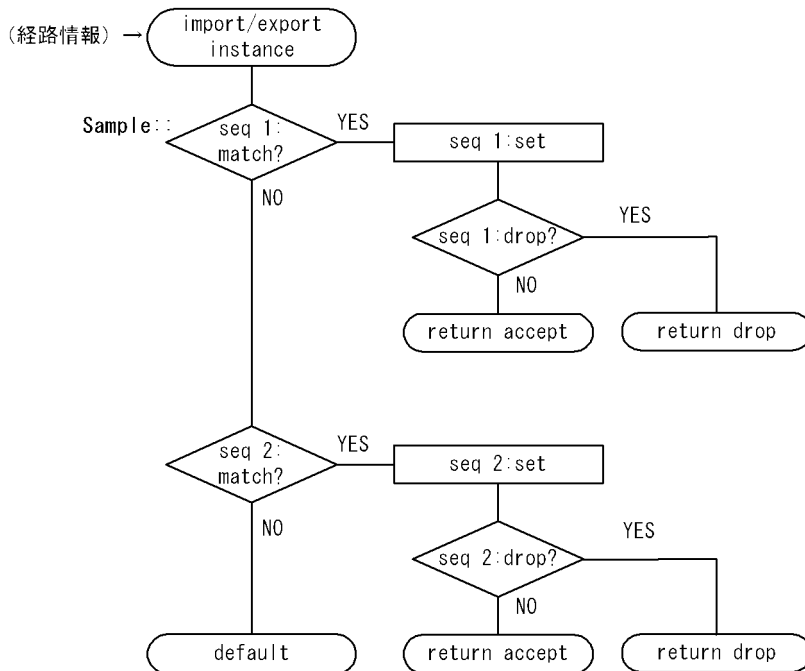 (経路情報) →
import/export
instance
Sample::
seq 1:
match?
YES
seq 1:set
NO
seq 1:drop?
YES
NO
return accept
return drop
seq 2:
match?
YES
seq 2:set
NO
seq 2:drop?
YES
NO
default
return accept
return drop